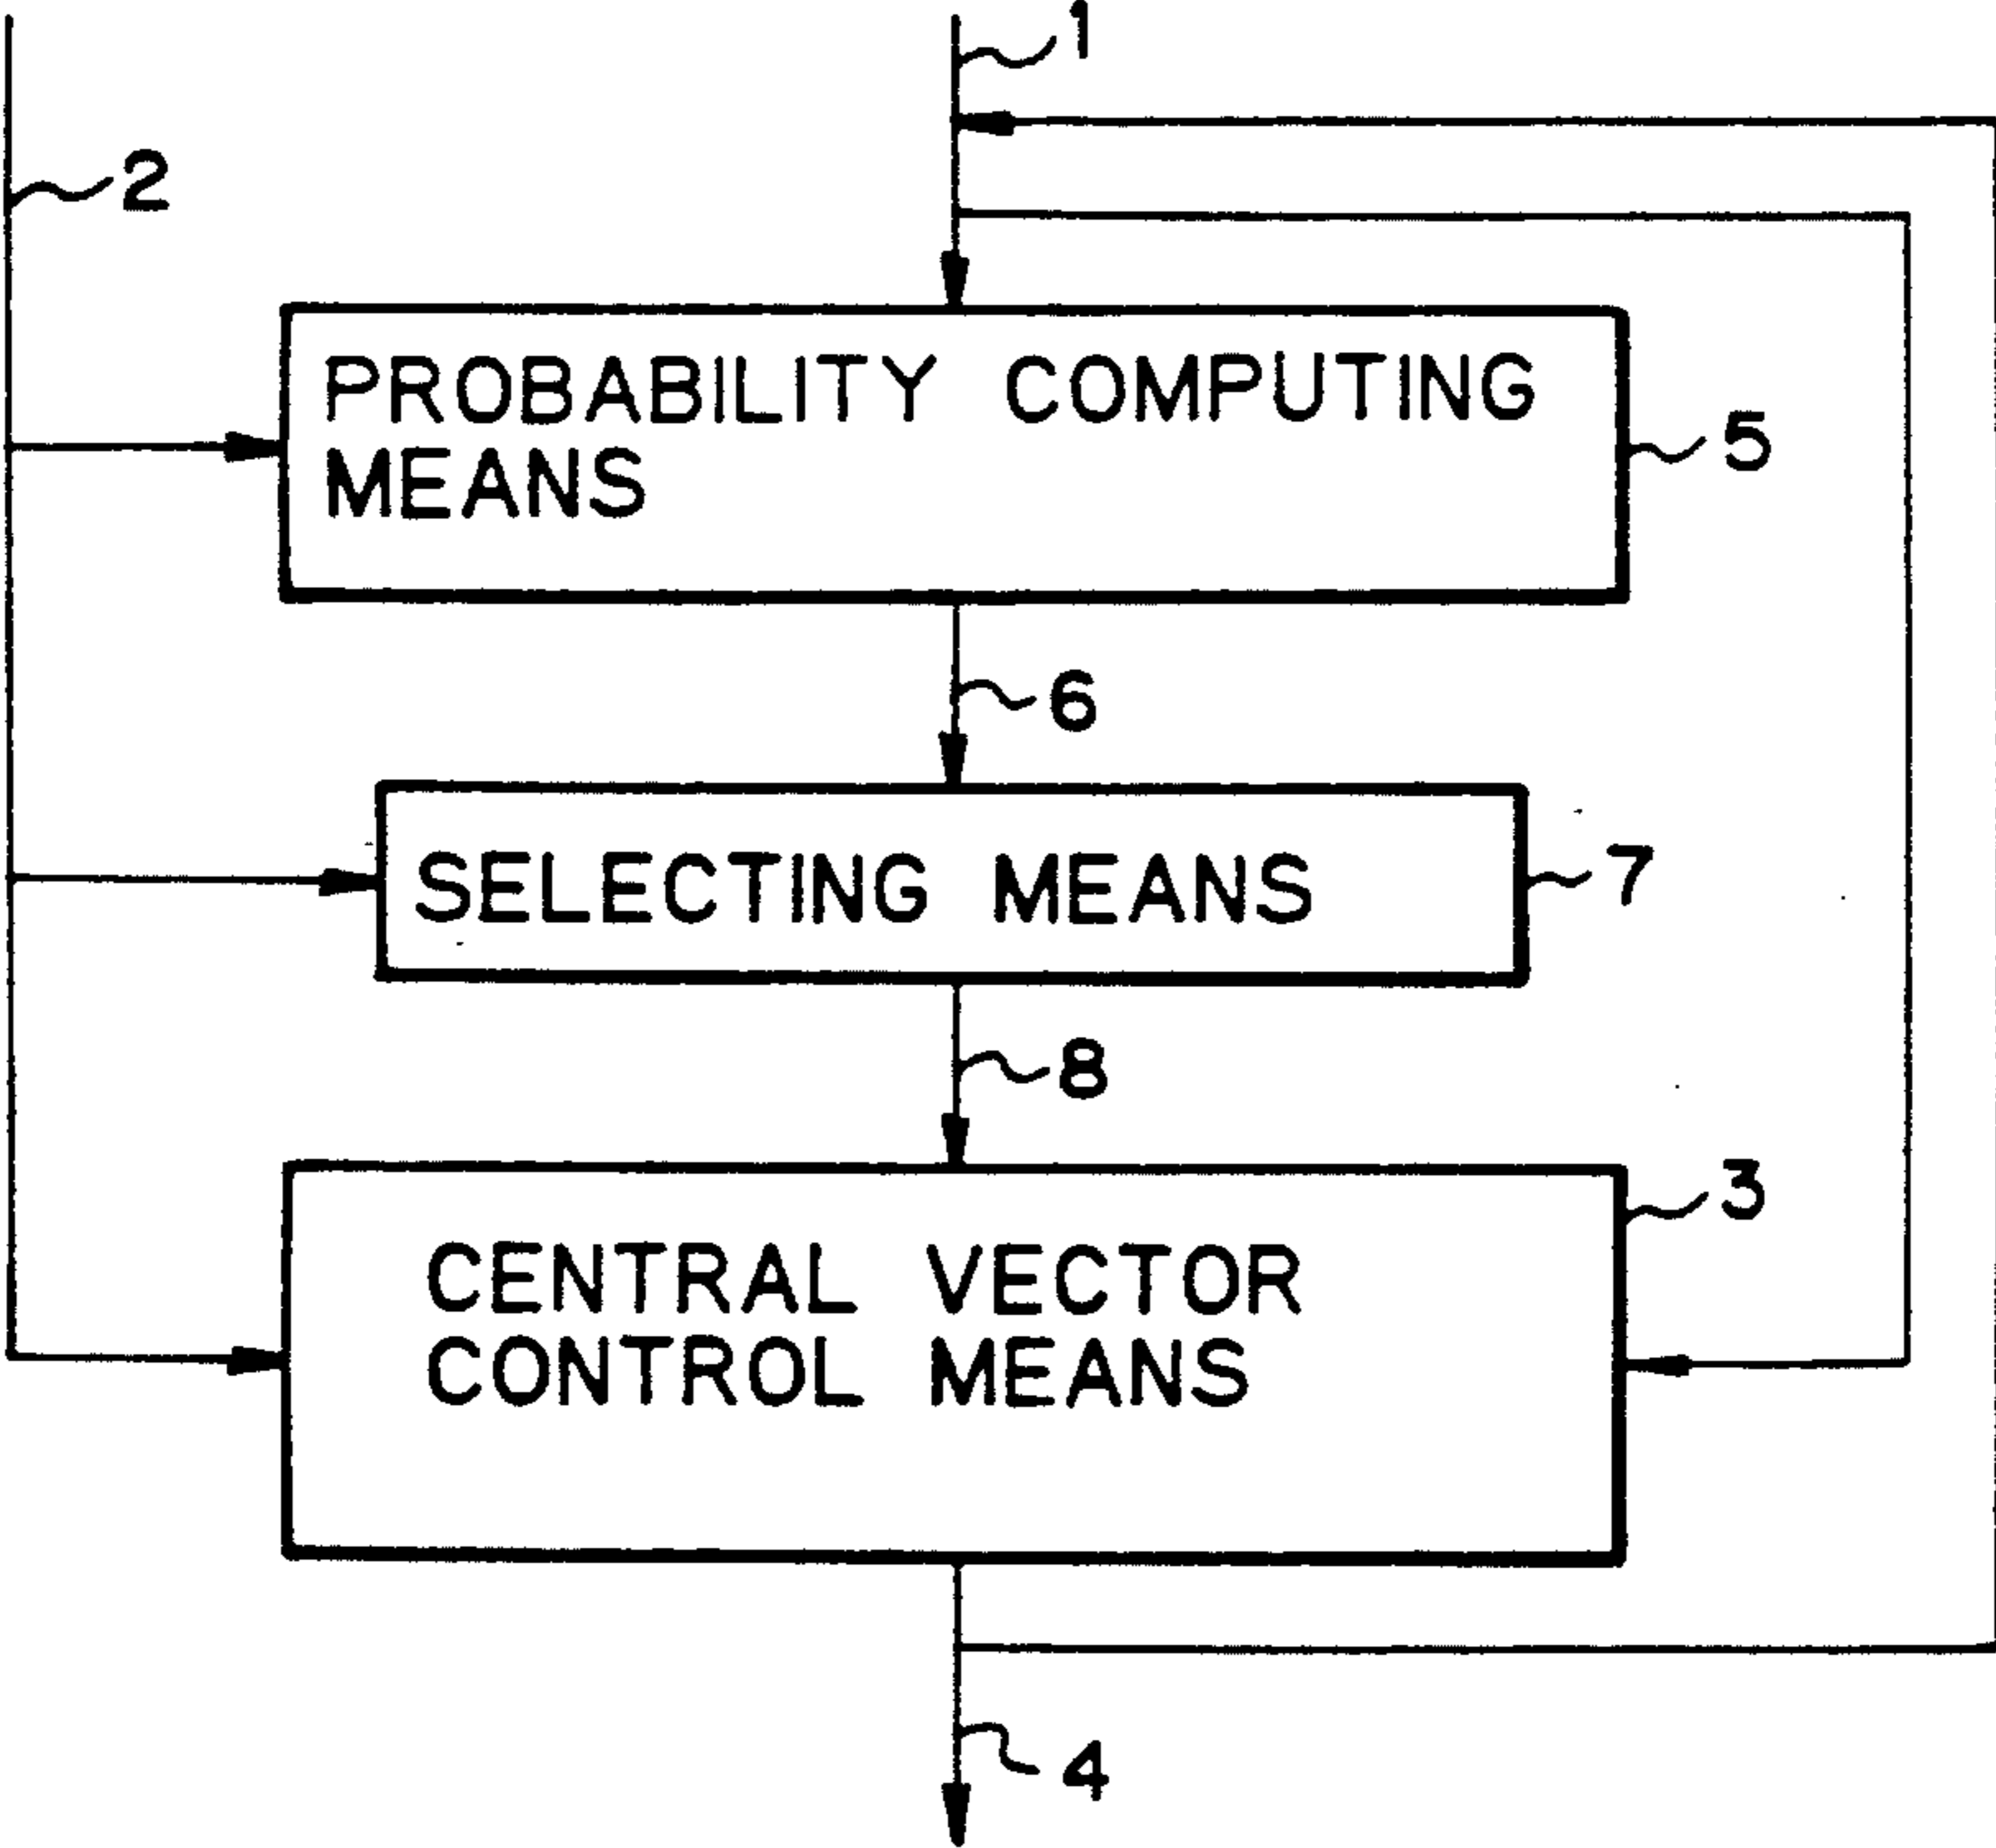 1
2
PROBABILITY COMPUTING
MEANS
5
6
SELECTING MEANS
7
8
3
CENTRAL VECTOR
CONTROL MEANS
4